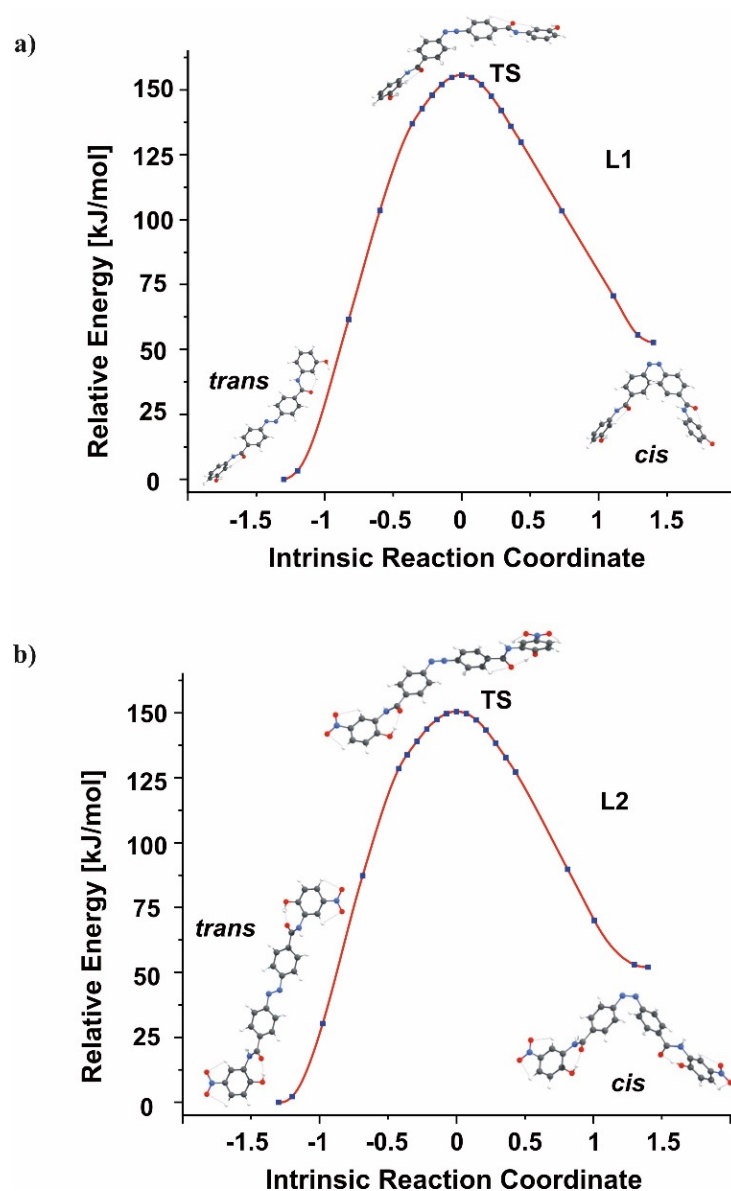 a)
TS
150
L1
125
Relative Energy [kJ/mol]
100
75
50
trans
25
cis
0
-1.5 -1 -0.5 0 0.5 1 1.5
Intrinsic Reaction Coordinate
b)
TS
150
L2
125
Relative Energy [kJ/mol]
100
75
trans
50
25
cis
0
-1.5 -1 -0.5 0 0.5 1 1.5
Intrinsic Reaction Coordinate